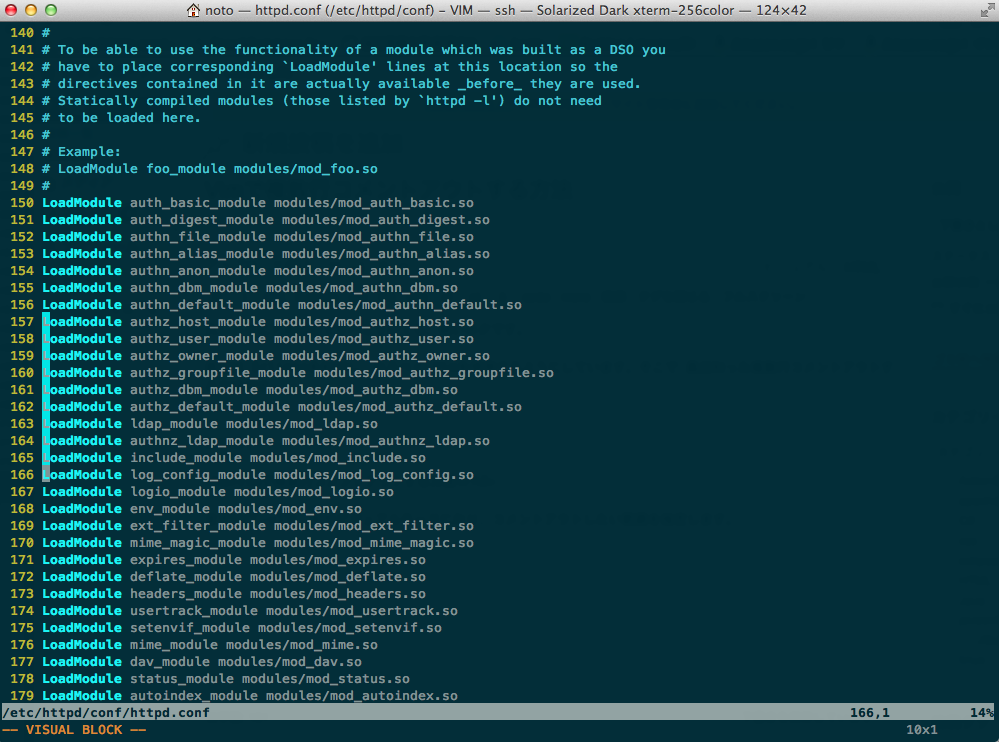 noto — httpd.conf (/etc/httpd/conf) – VIM — ssh — Solarized Dark xterm-256color — 124×42
140 #
141 # To be able to use the functionality of a module which was built as a DSO you
142 # have to place corresponding `LoadModule' lines at this location so the
143 # directives contained in it are actually available _before_ they are used.
144 # Statically compiled modules (those listed by `httpd -l') do not need
145 # to be loaded here.
146 #
147 # Example:
148 # LoadModule foo_module modules/mod_foo.so
149 #
150 LoadModule auth_basic_module modules/mod_auth_basic.so
151 LoadModule auth_digest_module modules/mod_auth_digest.so
152 LoadModule authn_file_module modules/mod_authn_file.so
153 LoadModule authn_alias_module modules/mod_authn_alias.so
154 LoadModule authn_anon_module modules/mod_authn_anon.so
155 LoadModule authn_dbm_module modules/mod_authn_dbm.so
156 LoadModule authn_default_module modules/mod_authn_default.so
157 LoadModule authz_host_module modules/mod_authz_host.so
158 LoadModule authz_user_module modules/mod_authz_user.so
159 LoadModule authz_owner_module modules/mod_authz_owner.so
160 LoadModule authz_groupfile_module modules/mod_authz_groupfile.so
161 LoadModule authz_dbm_module modules/mod_authz_dbm.so
162 LoadModule authz_default_module modules/mod_authz_default.so
163 LoadModule ldap_module modules/mod_ldap.so
164 LoadModule authnz_ldap_module modules/mod_authnz_ldap.so
165 LoadModule include_module modules/mod_include.so
166 LoadModule log_config_module modules/mod_log_config.so
167 LoadModule logio_module modules/mod_logio.so
168 LoadModule env_module modules/mod_env.so
169 LoadModule ext_filter_module modules/mod_ext_filter.so
170 LoadModule mime_magic_module modules/mod_mime_magic.so
171 LoadModule expires_module modules/mod_expires.so
172 LoadModule deflate_module modules/mod_deflate.so
173 LoadModule headers_module modules/mod_headers.so
174 LoadModule usertrack_module modules/mod_usertrack.so
175 LoadModule setenvif_module modules/mod_setenvif.so
176 LoadModule mime_module modules/mod_mime.so
177 LoadModule dav_module modules/mod_dav.so
178 LoadModule status_module modules/mod_status.so
179 LoadModule autoindex_module modules/mod_autoindex.so
/etc/httpd/conf/httpd.conf 166,1 14%
-- VISUAL BLOCK -- 10x1